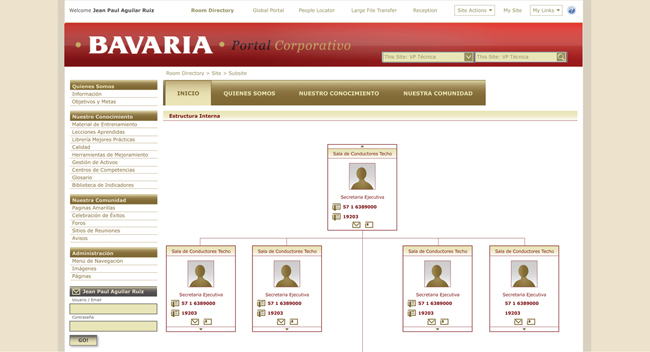 Welcome Jean Paul Aguilar Ruiz
Room Directory Global Portal People Locator Large File Transfer Reception Site Actions My Site My Links
BAVARIA Portal Corporativo
This Site: VP Técnica This Site: VP Técnica
Room Directory > Site > Subsite
INICIO QUIENES SOMOS NUESTRO CONOCIMIENTO NUESTRA COMUNIDAD
Quienes Somos
Información
Objetivos y Metas
Nuestro Conocimiento
Material de Entrenamiento
Lecciones Aprendidas
Librería Mejores Prácticas
Calidad
Herramientas de Mejoramiento
Gestión de Activos
Centros de Competencias
Glosario
Biblioteca de Indicadores
Nuestra Comunidad
Paginas Amarillas
Celebración de Éxitos
Foros
Sitios de Reuniones
Avisos
Administración
Menú de Navegación
Imágenes
Páginas
Jean Paul Aguilar Ruiz
Usuario / Email
Contraseña
GO!
Estructura Interna
Sala de Conductores Techo
Secretaria Ejecutiva
57 1 6389000
19203
Sala de Conductores Techo
Secretaria Ejecutiva
57 1 6389000
19203
Sala de Conductores Techo
Secretaria Ejecutiva
57 1 6389000
19203
Sala de Conductores Techo
Secretaria Ejecutiva
57 1 6389000
19203
Sala de Conductores Techo
Secretaria Ejecutiva
57 1 6389000
19203